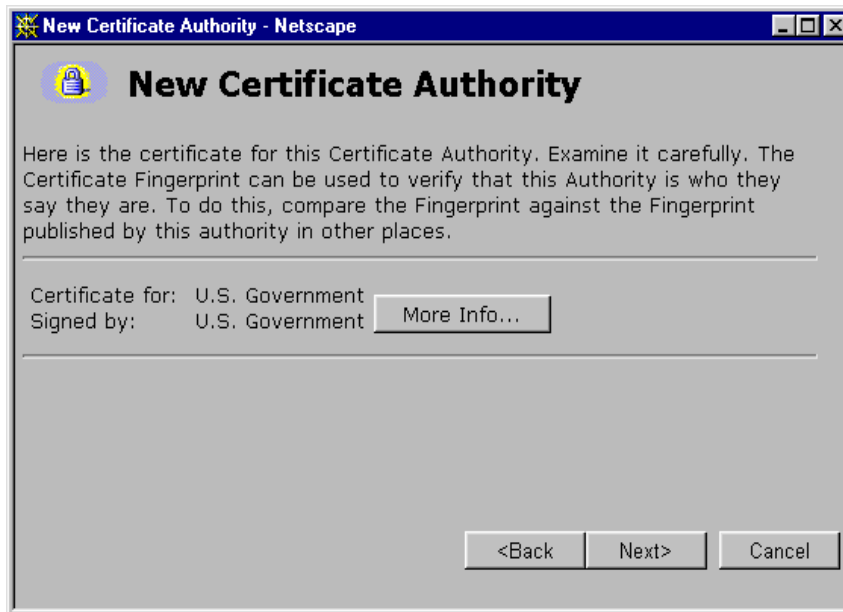 New Certificate Authority - Netscape
New Certificate Authority
Here is the certificate for this Certificate Authority. Examine it carefully. The
Certificate Fingerprint can be used to verify that this Authority is who they
say they are. To do this, compare the Fingerprint against the Fingerprint
published by this authority in other places.
Certificate for: U.S. Government
Signed by: U.S. Government
More Info...
<Back Next> Cancel